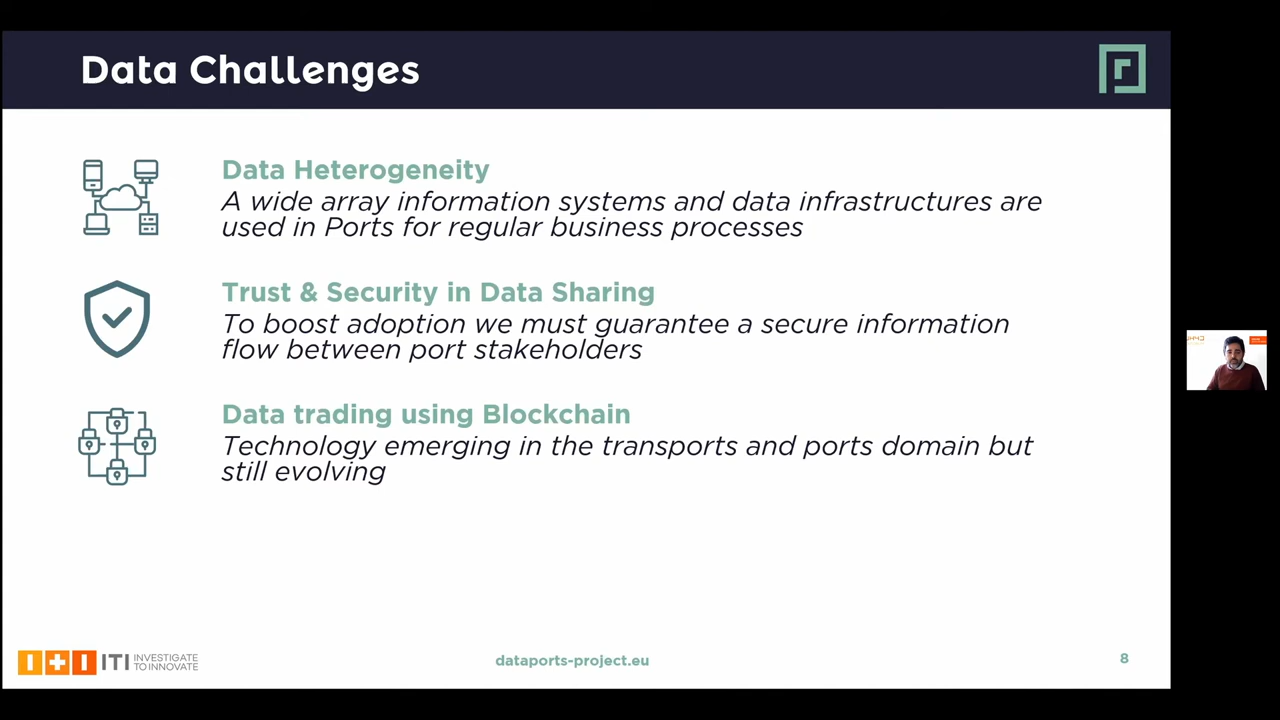 Data Challenges
Data Heterogeneity
A wide array information systems and data infrastructures are
used in Ports for regular business processes
Trust & Security in Data Sharing
To boost adoption we must guarantee a secure information
flow between port stakeholders
Data trading using Blockchain
Technology emerging in the transports and ports domain but
still evolving
ITI INVESTIGATE
TO INNOVATE
dataports-project.eu
8